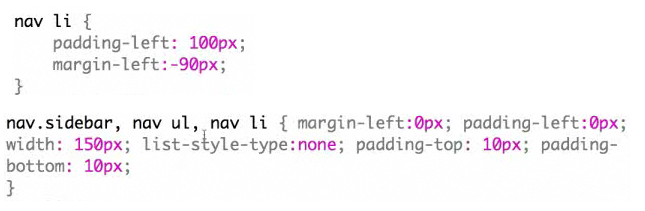 nav li {
padding-left: 100px;
margin-left:-90px;
}
nav.sidebar, nav ul, nav li { margin-left:0px; padding-left:0px;
width: 150px; list-style-type:none; padding-top: 10px; padding-
bottom: 10px;
}